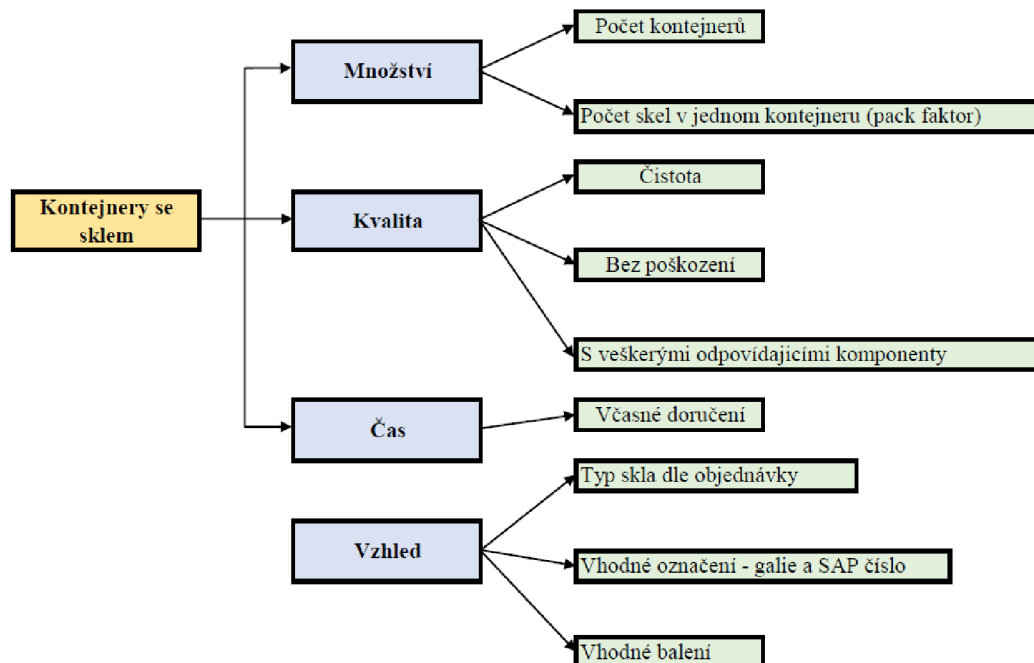 Počet kontejnerů
Množství
Počet skel v jednom kontejneru (pack faktor)
Čistota
Kontejnery se
sklem
Kvalita
Bez poškození
S veškerými odpovídajicími komponenty
Čas
Včasné doručení
Typ skla dle objednávky
Vzhled
Vhodné označení - galie a SAP číslo
Vhodné balení